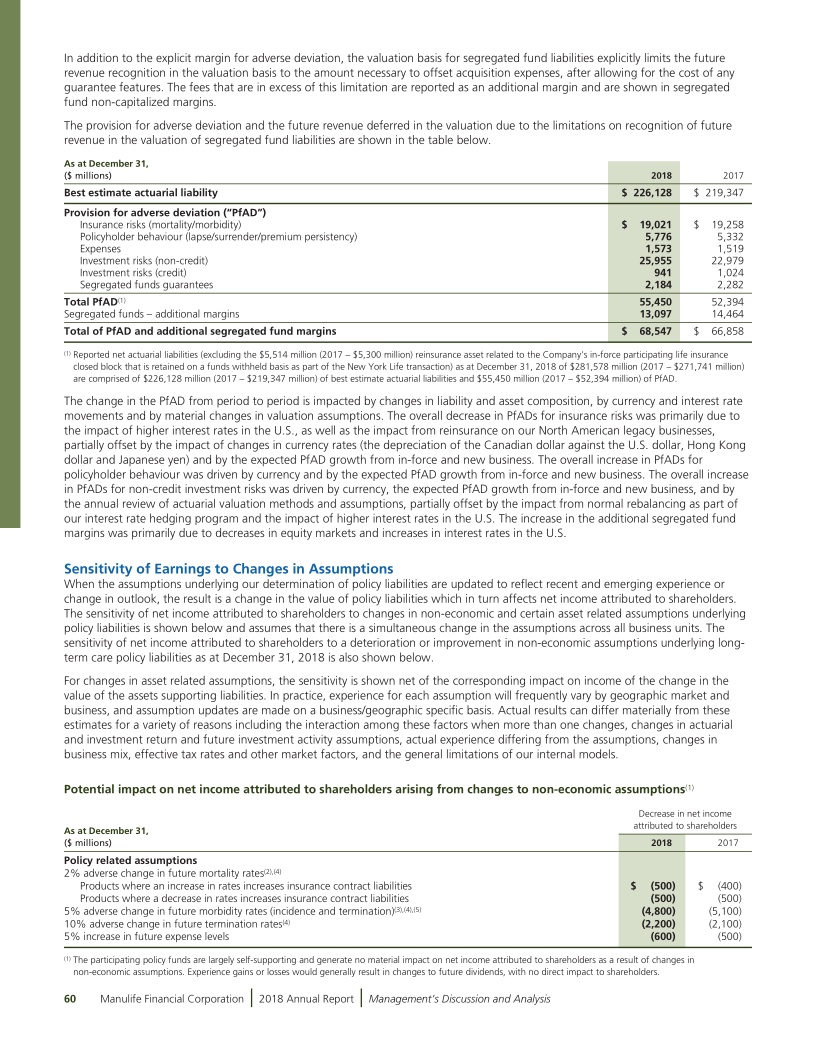 In addition to the explicit margin for adverse deviation, the valuation basis for segregated fund liabilities explicitly limits the future
revenue recognition in the valuation basis to the amount necessary to offset acquisition expenses, after allowing for the cost of any
guarantee features. The fees that are in excess of this limitation are reported as an additional margin and are shown in segregated
fund non-capitalized margins.
The provision for adverse deviation and the future revenue deferred in the valuation due to the limitations on recognition of future
revenue in the valuation of segregated fund liabilities are shown in the table below.
As at December 31,
($ millions) 2018 2017
Best estimate actuarial liability $ 226,128 $ 219,347
Provision for adverse deviation (“PfAD”)
Insurance risks (mortality/morbidity) $ 19,021 $ 19,258
Policyholder behaviour (lapse/surrender/premium persistency) 5,776 5,332
Expenses 1,573 1,519
Investment risks (non-credit) 25,955 22,979
Investment risks (credit) 941 1,024
Segregated funds guarantees 2,184 2,282
Total PfAD(1) 55,450 52,394
Segregated funds – additional margins 13,097 14,464
Total of PfAD and additional segregated fund margins $ 68,547 $ 66,858
(1) Reported net actuarial liabilities (excluding the $5,514 million (2017 – $5,300 million) reinsurance asset related to the Company’s in-force participating life insurance
closed block that is retained on a funds withheld basis as part of the New York Life transaction) as at December 31, 2018 of $281,578 million (2017 – $271,741 million)
are comprised of $226,128 million (2017 – $219,347 million) of best estimate actuarial liabilities and $55,450 million (2017 – $52,394 million) of PfAD.
The change in the PfAD from period to period is impacted by changes in liability and asset composition, by currency and interest rate
movements and by material changes in valuation assumptions. The overall decrease in PfADs for insurance risks was primarily due to
the impact of higher interest rates in the U.S., as well as the impact from reinsurance on our North American legacy businesses,
partially offset by the impact of changes in currency rates (the depreciation of the Canadian dollar against the U.S. dollar, Hong Kong
dollar and Japanese yen) and by the expected PfAD growth from in-force and new business. The overall increase in PfADs for
policyholder behaviour was driven by currency and by the expected PfAD growth from in-force and new business. The overall increase
in PfADs for non-credit investment risks was driven by currency, the expected PfAD growth from in-force and new business, and by
the annual review of actuarial valuation methods and assumptions, partially offset by the impact from normal rebalancing as part of
our interest rate hedging program and the impact of higher interest rates in the U.S. The increase in the additional segregated fund
margins was primarily due to decreases in equity markets and increases in interest rates in the U.S.
Sensitivity of Earnings to Changes in Assumptions
When the assumptions underlying our determination of policy liabilities are updated to reflect recent and emerging experience or
change in outlook, the result is a change in the value of policy liabilities which in turn affects net income attributed to shareholders.
The sensitivity of net income attributed to shareholders to changes in non-economic and certain asset related assumptions underlying
policy liabilities is shown below and assumes that there is a simultaneous change in the assumptions across all business units. The
sensitivity of net income attributed to shareholders to a deterioration or improvement in non-economic assumptions underlying long-
term care policy liabilities as at December 31, 2018 is also shown below.
For changes in asset related assumptions, the sensitivity is shown net of the corresponding impact on income of the change in the
value of the assets supporting liabilities. In practice, experience for each assumption will frequently vary by geographic market and
business, and assumption updates are made on a business/geographic specific basis. Actual results can differ materially from these
estimates for a variety of reasons including the interaction among these factors when more than one changes, changes in actuarial
and investment return and future investment activity assumptions, actual experience differing from the assumptions, changes in
business mix, effective tax rates and other market factors, and the general limitations of our internal models.
Potential impact on net income attributed to shareholders arising from changes to non-economic assumptions(1)
Decrease in net income
attributed to shareholders
As at December 31,
($ millions) 2018 2017
Policy related assumptions
2% adverse change in future mortality rates(2),(4)
Products where an increase in rates increases insurance contract liabilities $ (500) $ (400)
Products where a decrease in rates increases insurance contract liabilities (500) (500)
5% adverse change in future morbidity rates (incidence and termination)(3),(4),(5) (4,800) (5,100)
10% adverse change in future termination rates(4) (2,200) (2,100)
5% increase in future expense levels (600) (500)
(1) The participating policy funds are largely self-supporting and generate no material impact on net income attributed to shareholders as a result of changes in
non-economic assumptions. Experience gains or losses would generally result in changes to future dividends, with no direct impact to shareholders.
60 Manulife Financial Corporation | 2018 Annual Report | Management’s Discussion and Analysis